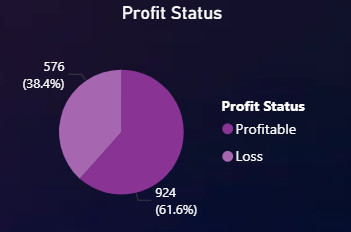 Profit Status
576
(38.4%)
Profit Status
Profitable
Loss
924
(61.6%)